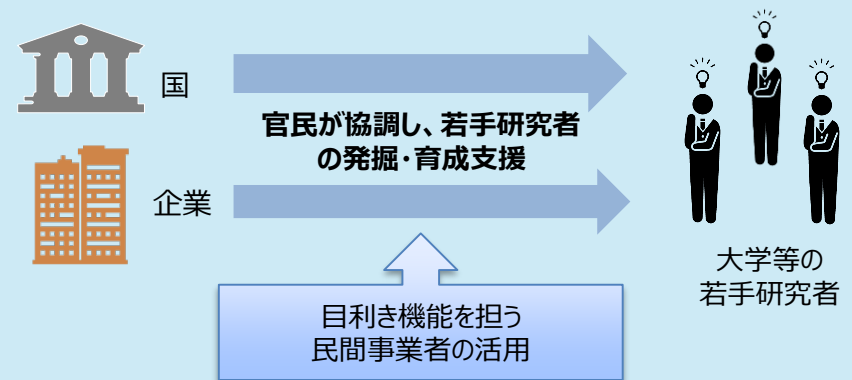 国
官民が協調し、若手研究者
の発掘・育成支援
企業
大学等の
若手研究者
目利き機能を担う
民間事業者の活用